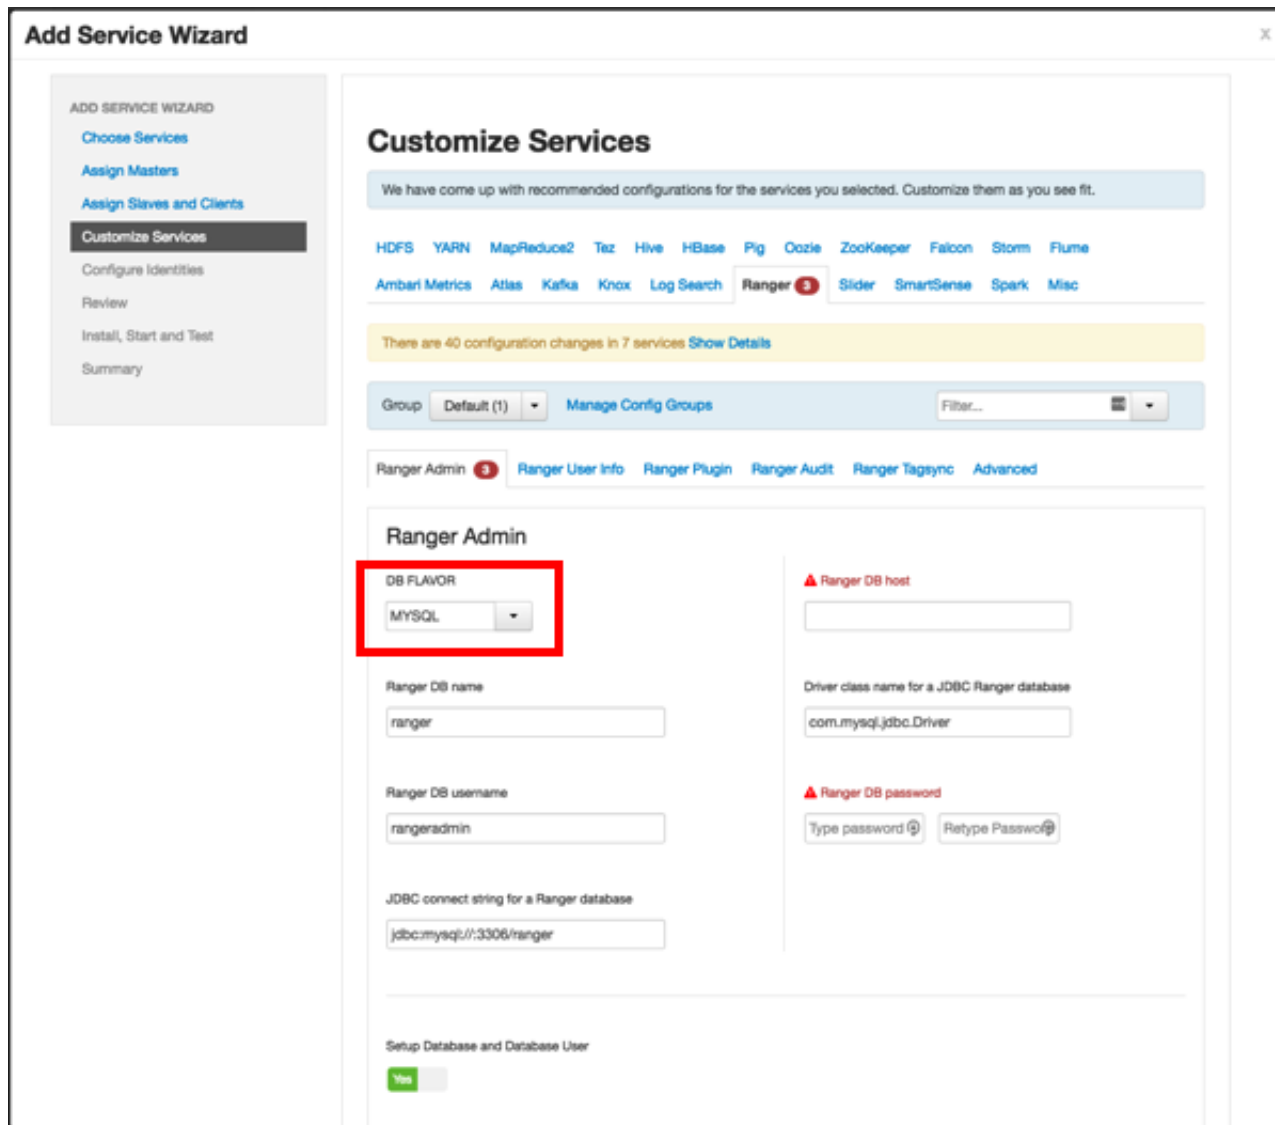 Add Service Wizard
x
ADD SERVICE WIZARD
Choose Services
Assign Masters
Assign Slaves and Clients
Customize Services
Configure Identities
Review
Install, Start and Test
Summary
Customize Services
We have come up with recommended configurations for the services you selected. Customize them as you see fit.
HDFS YARN MapReduce2 Tez Hive HBase Pig Oozie ZooKeeper Falcon Storm Flume
Ambari Metrics Atlas Kafka Knox Log Search Ranger 3 Slider SmartSense Spark Misc
There are 40 configuration changes in 7 services Show Details
Group Default (1) Manage Config Groups Filter...
Ranger Admin 3 Ranger User Info Ranger Plugin Ranger Audit Ranger Tagsync Advanced
Ranger Admin
DB FLAVOR
MYSQL
Ranger DB host
Ranger DB name
ranger
Driver class name for a JDBC Ranger database
com.mysql.jdbc.Driver
Ranger DB username
rangeradmin
Ranger DB password
Type password Retype Password
JDBC connect string for a Ranger database
jdbc:mysql://:3306/ranger
Setup Database and Database User
Yes